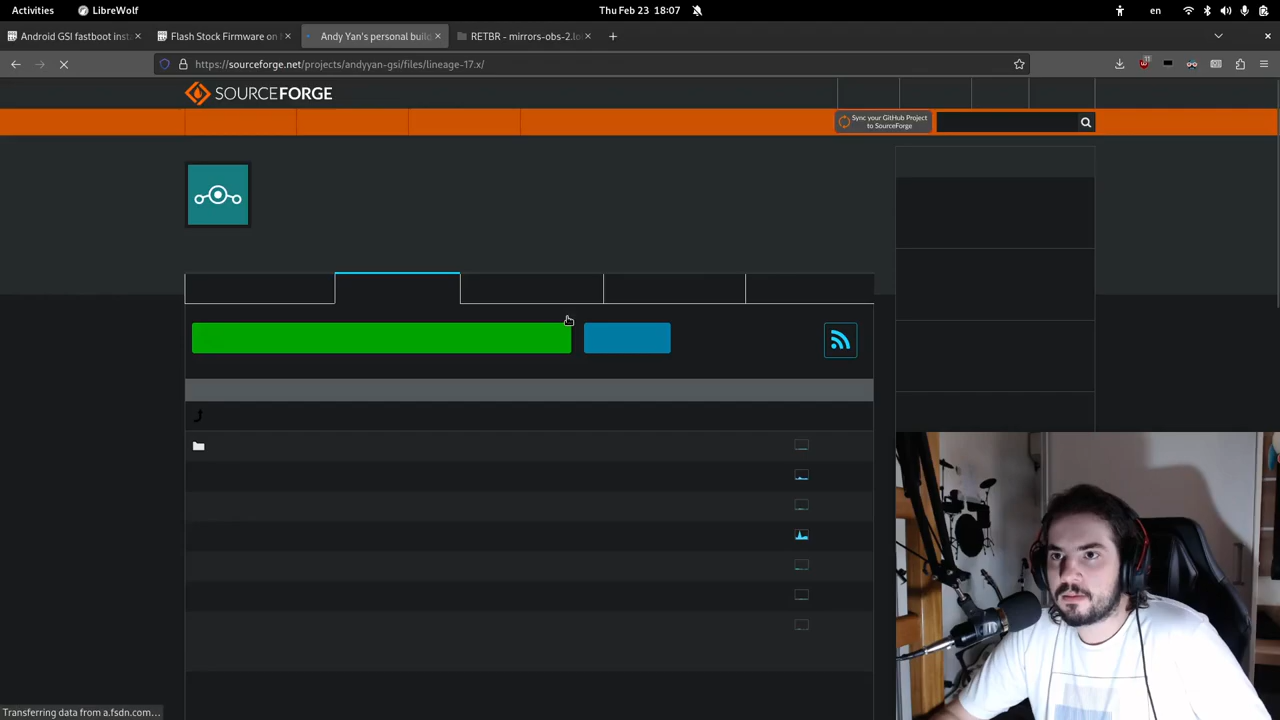 Activities
LibreWolf
Thu Feb 23 18:07
en
Android GSI fastboot inst
Flash Stock Firmware on
Andy Yan's personal build
RETBR - mirrors-obs-2.lo
https://sourceforge.net/projects/andyyan-gsi/files/lineage-17.x/
SOURCEFORGE
Sync your GitHub Project
to SourceForge
Transferring data from a.fsdn.com…